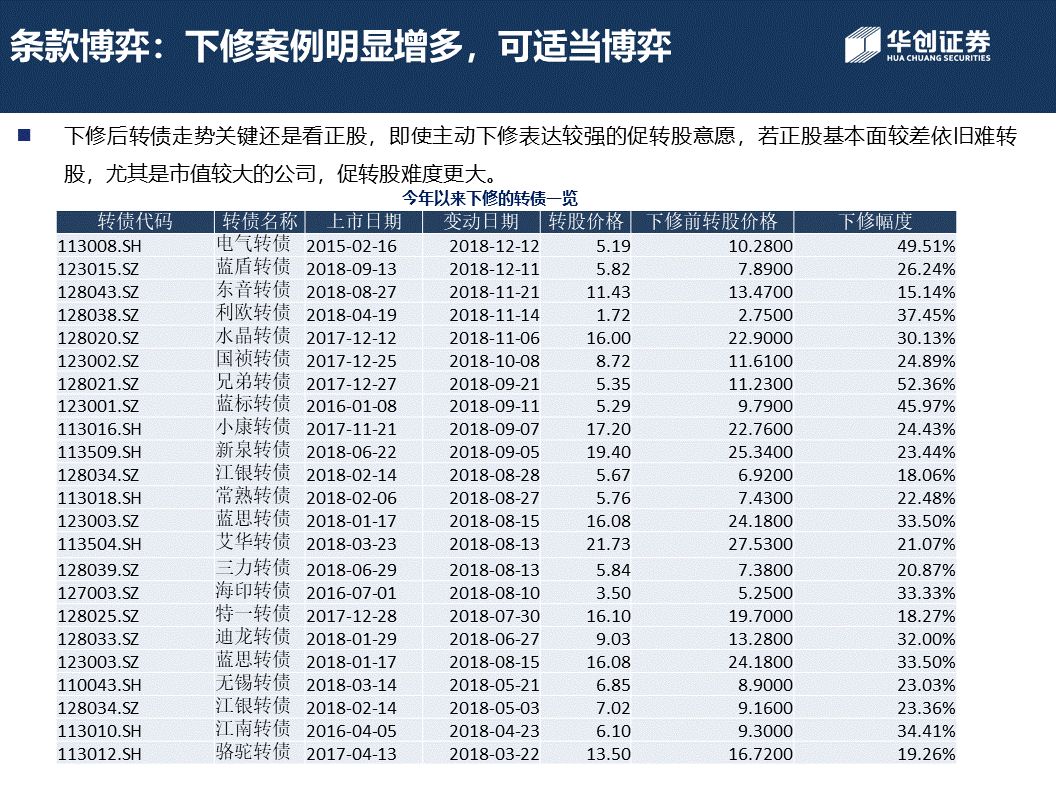 条款博弈：下修案例明显增多，可适当博弈
华创证券
HUA CHUANG SECURITIES
下修后转债走势关键还是看正股，即使主动下修表达较强的促转股意愿，若正股基本面较差依旧难转
股，尤其是市值较大的公司，促转股难度更大。
今年以来下修的转债一览
转债代码 转债名称 上市日期 变动日期 转股价格 下修前转股价格 下修幅度
113008.SH 电气转债 2015-02-16 2018-12-12 5.19 10.2800 49.51%
123015.SZ 蓝盾转债 2018-09-13 2018-12-11 5.82 7.8900 26.24%
128043.SZ 东音转债 2018-08-27 2018-11-21 11.43 13.4700 15.14%
128038.SZ 利欧转债 2018-04-19 2018-11-14 1.72 2.7500 37.45%
128020.SZ 水晶转债 2017-12-12 2018-11-06 16.00 22.9000 30.13%
123002.SZ 国祯转债 2017-12-25 2018-10-08 8.72 11.6100 24.89%
128021.SZ 兄弟转债 2017-12-27 2018-09-21 5.35 11.2300 52.36%
123001.SZ 蓝标转债 2016-01-08 2018-09-11 5.29 9.7900 45.97%
113016.SH 小康转债 2017-11-21 2018-09-07 17.20 22.7600 24.43%
113509.SH 新泉转债 2018-06-22 2018-09-05 19.40 25.3400 23.44%
128034.SZ 江银转债 2018-02-14 2018-08-28 5.67 6.9200 18.06%
113018.SH 常熟转债 2018-02-06 2018-08-27 5.76 7.4300 22.48%
123003.SZ 蓝思转债 2018-01-17 2018-08-15 16.08 24.1800 33.50%
113504.SH 艾华转债 2018-03-23 2018-08-13 21.73 27.5300 21.07%
128039.SZ 三力转债 2018-06-29 2018-08-13 5.84 7.3800 20.87%
127003.SZ 海印转债 2016-07-01 2018-08-10 3.50 5.2500 33.33%
128025.SZ 特一转债 2017-12-28 2018-07-30 16.10 19.7000 18.27%
128033.SZ 迪龙转债 2018-01-29 2018-06-27 9.03 13.2800 32.00%
123003.SZ 蓝思转债 2018-01-17 2018-08-15 16.08 24.1800 33.50%
110043.SH 无锡转债 2018-03-14 2018-05-21 6.85 8.9000 23.03%
128034.SZ 江银转债 2018-02-14 2018-05-03 7.02 9.1600 23.36%
113010.SH 江南转债 2016-04-05 2018-04-23 6.10 9.3000 34.41%
113012.SH 骆驼转债 2017-04-13 2018-03-22 13.50 16.7200 19.26%